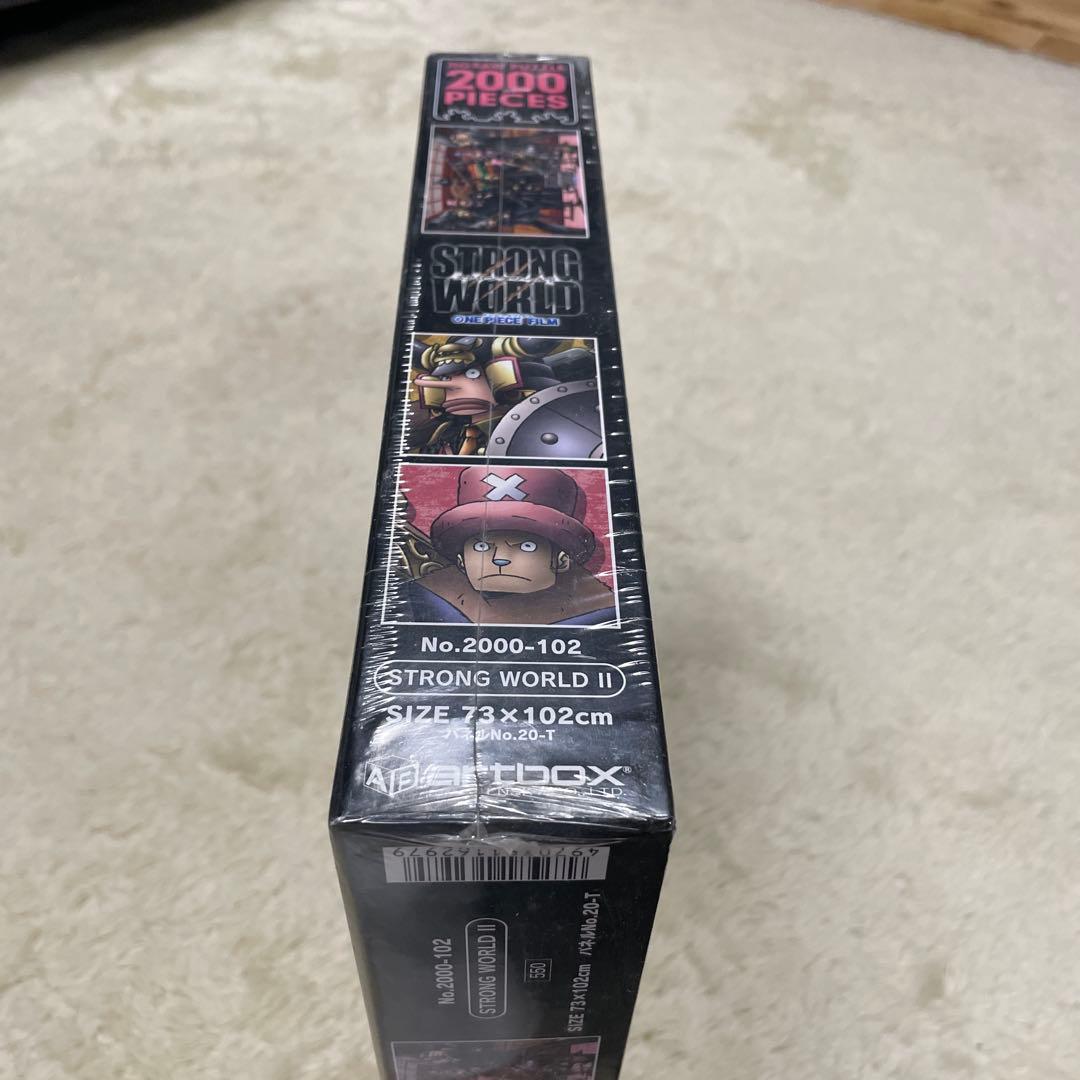 JIGSAW PUZZLE
2000
PIECES
STRONG
WORLD
ONE PIECE FILM
No.2000-102
STRONG WORLD II
SIZE 73×102cm
パネルNo.20-T
artbox®
No.2000-102
STRONG WORLD II
550
SIZE 73×102cm パネルNo.20-T